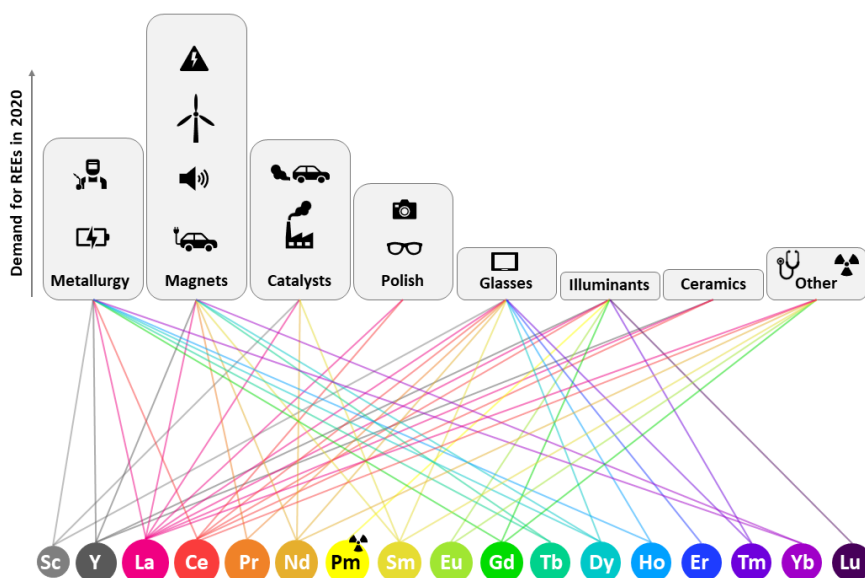 Demand for REEs in 2020
Metallurgy Magnets Catalysts Polish Glasses Illuminants Ceramics Other
Sc Y La Ce Pr Nd Pm Sm Eu Gd Tb Dy Ho Er Tm Yb Lu